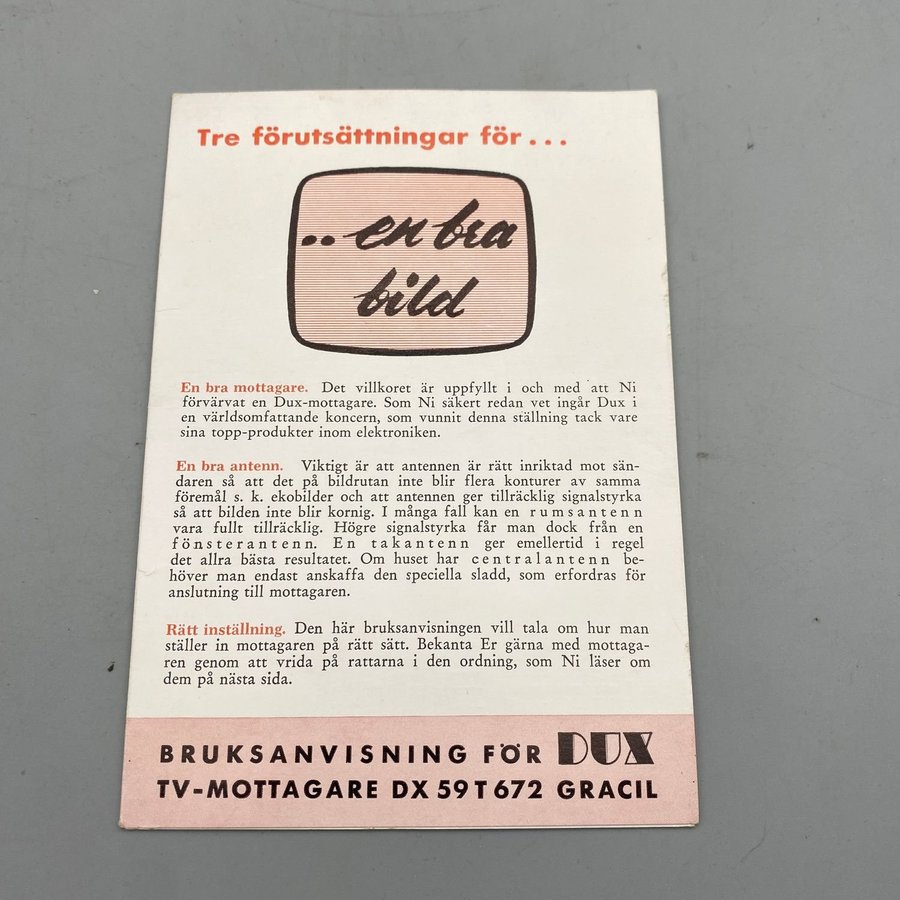 Tre förutsättningar för...
.. en bra
bild
En bra mottagare. Det villkoret är uppfyllt i och med att Ni
förvärvat en Dux-mottagare. Som Ni säkert redan vet ingår Dux i
en världsomfattande koncern, som vunnit denna ställning tack vare
sina topp-produkter inom elektroniken.
En bra antenn. Viktigt är att antennen är rätt inriktad mot sän-
daren så att det på bildrutan inte blir flera konturer av samma
föremål s. k. ekobilder och att antennen ger tillräcklig signalstyrka
så att bilden inte blir kornig. I många fall kan en rumsantenn
vara fullt tillräcklig. Högre signalstyrka får man dock från en
fönsterantenn. En takantenn ger emellertid i regel
det allra bästa resultatet. Om huset har centralantenn be-
höver man endast anskaffa den speciella sladd, som erfordras för
anslutning till mottagaren.
Rätt inställning. Den här bruksanvisningen vill tala om hur man
ställer in mottagaren på rätt sätt. Bekanta Er gärna med mottaga-
ren genom att vrida på rattarna i den ordning, som Ni läser om
dem på nästa sida.
BRUKSANVISNING FÖR DUX
TV-MOTTAGARE DX 59 T 672 GRACIL